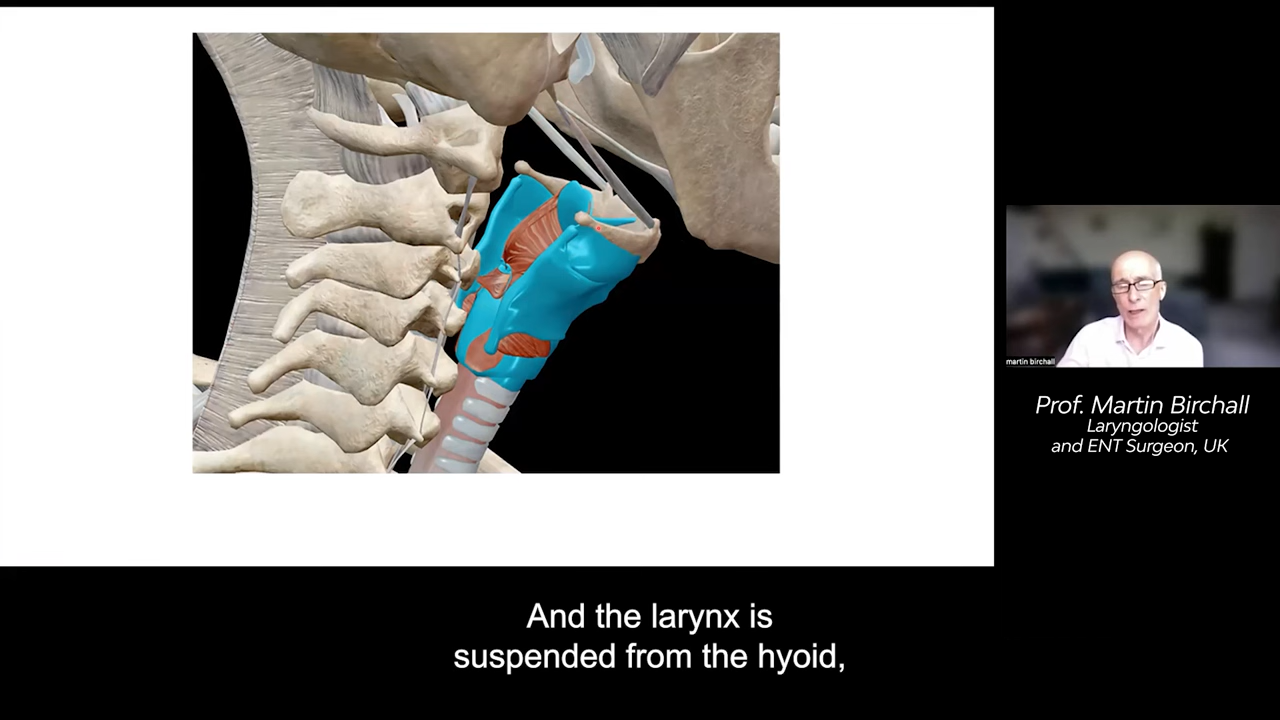 martin birchall
Prof. Martin Birchall
Laryngologist
and ENT Surgeon, UK
And the larynx is
suspended from the hyoid,